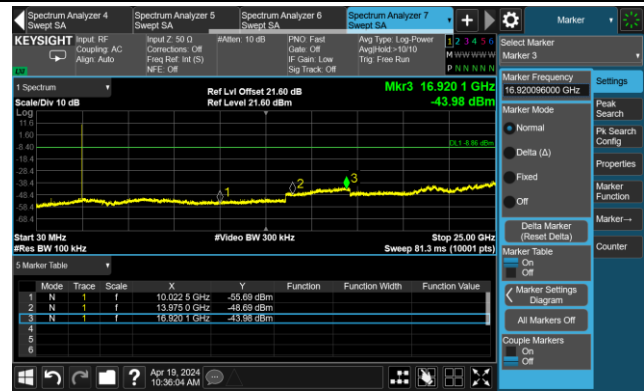 Spectrum Analyzer 4 Spectrum Analyzer 5 Spectrum Analyzer 6 Spectrum Analyzer 7 Marker
Swept SA Swept SA Swept SA Swept SA
KEYSIGHT Input: RF Input Z: 50 Ω #Atten: 10 dB PNO: Fast Avg Type: Log-Power 1 2 3 4 5 6
Coupling: AC Corrections: Off Gate: Off Avg|Hold:>10/10 M W W W W W
Align: Auto Freq Ref: Int (S) IF Gain: Low Trig: Free Run
NFE: Off Sig Track: Off P N N N N N
Select Marker
Marker 3
1 Spectrum Ref Lvl Offset 21.60 dB Mkr3 16.920 1 GHz
Scale/Div 10 dB Ref Level 21.60 dBm -43.98 dBm
Log
11.6
1.60
-8.40 DL1 -8.86 dBm
-18.4
-28.4
-38.4
-48.4
-58.4
-68.4
1 2 3
Start 30 MHz #Video BW 300 kHz Stop 25.00 GHz
#Res BW 100 kHz Sweep 81.3 ms (10001 pts)
5 Marker Table
Mode Trace Scale X Y Function Function Width Function Value
1 N 1 f 10.022 5 GHz -55.69 dBm
2 N 1 f 13.975 0 GHz -48.69 dBm
3 N 1 f 16.920 1 GHz -43.98 dBm
4
5
6
Marker Frequency
16.920096000 GHz
Marker Mode
Normal
Delta (Δ)
Fixed
Off
Delta Marker
(Reset Delta)
Marker Table
On
Off
Marker Settings
Diagram
All Markers Off
Couple Markers
On
Off
Settings
Peak
Search
Pk Search
Config
Properties
Marker
Function
Marker→
Counter
? Apr 19, 2024
10:36:04 AM